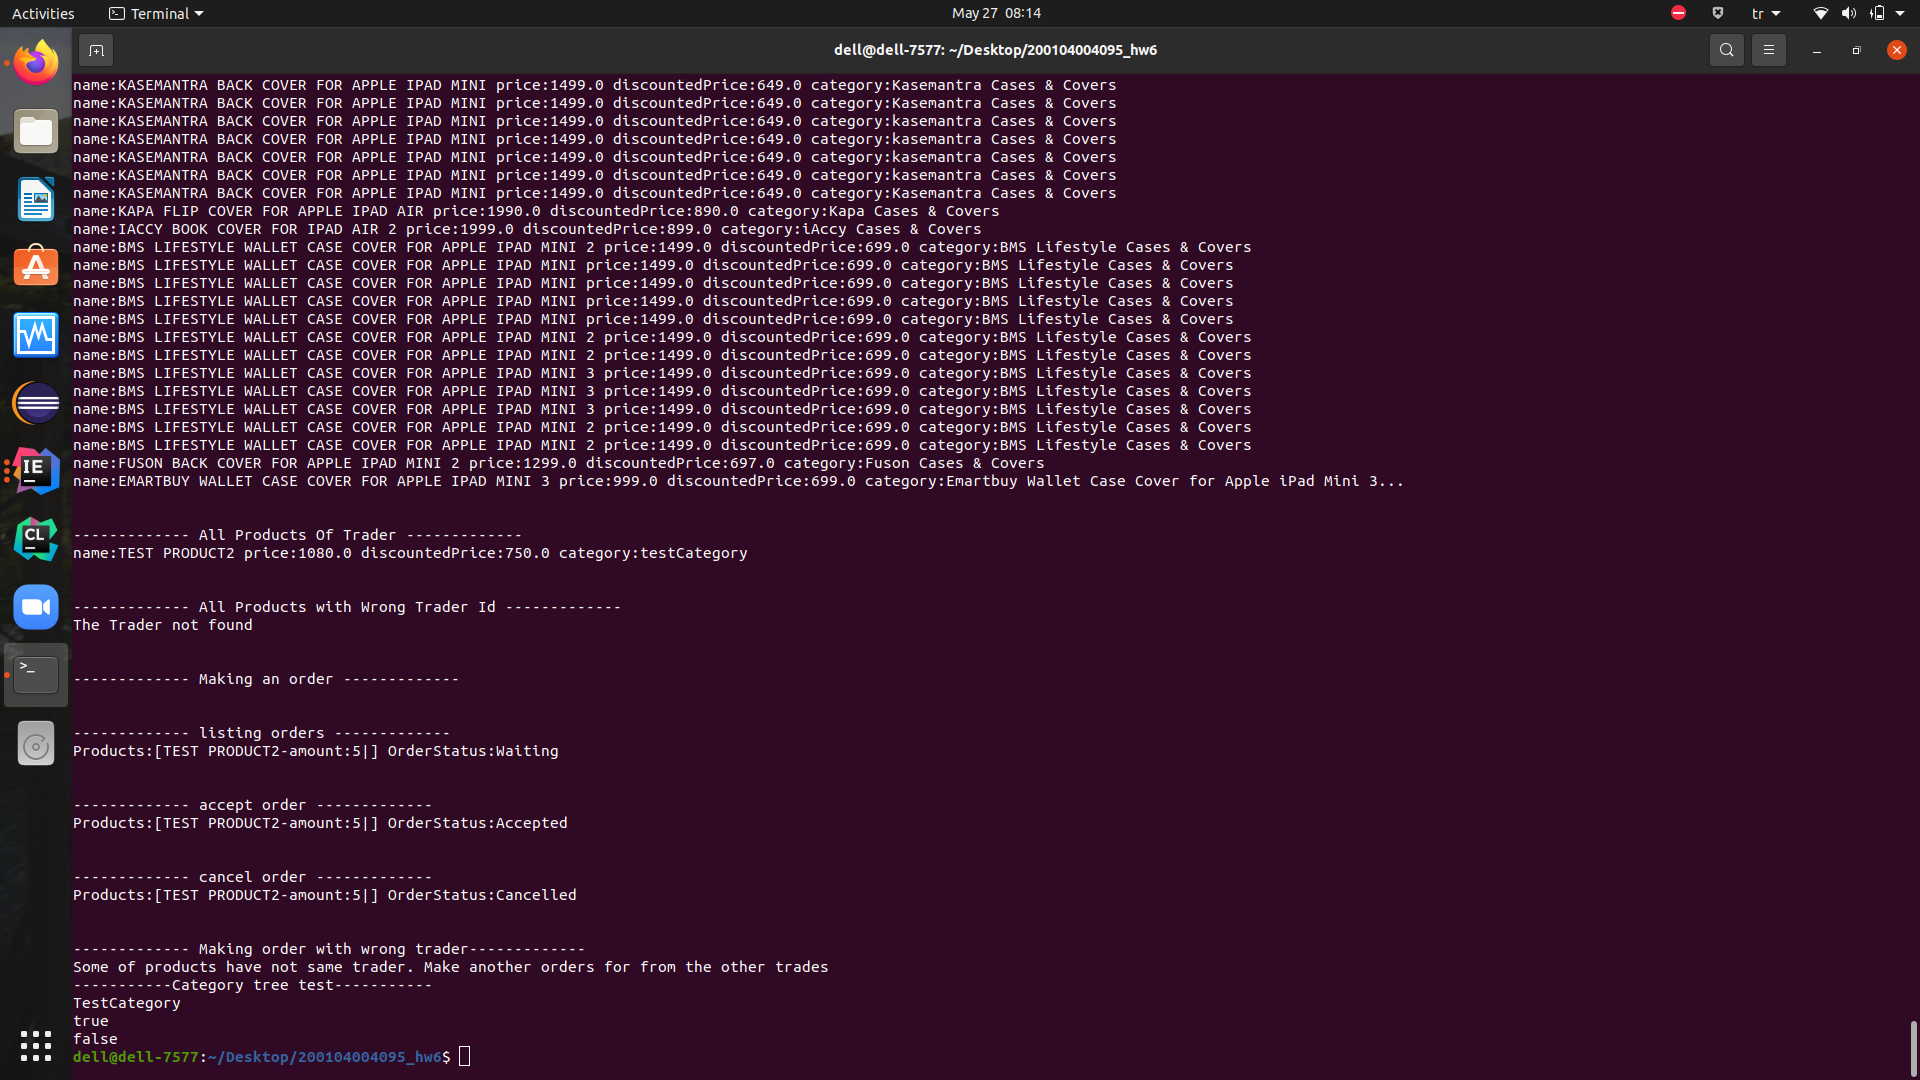 Activities
Terminal
May 27 08:14
tr
dell@dell-7577: ~/Desktop/200104004095_hw6
name:KASEMANTRA BACK COVER FOR APPLE IPAD MINI price:1499.0 discountedPrice:649.0 category:Kasemantra Cases & Covers
name:KASEMANTRA BACK COVER FOR APPLE IPAD MINI price:1499.0 discountedPrice:649.0 category:Kasemantra Cases & Covers
name:KASEMANTRA BACK COVER FOR APPLE IPAD MINI price:1499.0 discountedPrice:649.0 category:kasemantra Cases & Covers
name:KASEMANTRA BACK COVER FOR APPLE IPAD MINI price:1499.0 discountedPrice:649.0 category:kasemantra Cases & Covers
name:KASEMANTRA BACK COVER FOR APPLE IPAD MINI price:1499.0 discountedPrice:649.0 category:kasemantra Cases & Covers
name:KASEMANTRA BACK COVER FOR APPLE IPAD MINI price:1499.0 discountedPrice:649.0 category:kasemantra Cases & Covers
name:KASEMANTRA BACK COVER FOR APPLE IPAD MINI price:1499.0 discountedPrice:649.0 category:Kasemantra Cases & Covers
name:KAPA FLIP COVER FOR APPLE IPAD AIR price:1990.0 discountedPrice:890.0 category:Kapa Cases & Covers
name:IACCY BOOK COVER FOR IPAD AIR 2 price:1999.0 discountedPrice:899.0 category:iAccy Cases & Covers
name:BMS LIFESTYLE WALLET CASE COVER FOR APPLE IPAD MINI 2 price:1499.0 discountedPrice:699.0 category:BMS Lifestyle Cases & Covers
name:BMS LIFESTYLE WALLET CASE COVER FOR APPLE IPAD MINI price:1499.0 discountedPrice:699.0 category:BMS Lifestyle Cases & Covers
name:BMS LIFESTYLE WALLET CASE COVER FOR APPLE IPAD MINI price:1499.0 discountedPrice:699.0 category:BMS Lifestyle Cases & Covers
name:BMS LIFESTYLE WALLET CASE COVER FOR APPLE IPAD MINI price:1499.0 discountedPrice:699.0 category:BMS Lifestyle Cases & Covers
name:BMS LIFESTYLE WALLET CASE COVER FOR APPLE IPAD MINI price:1499.0 discountedPrice:699.0 category:BMS Lifestyle Cases & Covers
name:BMS LIFESTYLE WALLET CASE COVER FOR APPLE IPAD MINI 2 price:1499.0 discountedPrice:699.0 category:BMS Lifestyle Cases & Covers
name:BMS LIFESTYLE WALLET CASE COVER FOR APPLE IPAD MINI 2 price:1499.0 discountedPrice:699.0 category:BMS Lifestyle Cases & Covers
name:BMS LIFESTYLE WALLET CASE COVER FOR APPLE IPAD MINI 3 price:1499.0 discountedPrice:699.0 category:BMS Lifestyle Cases & Covers
name:BMS LIFESTYLE WALLET CASE COVER FOR APPLE IPAD MINI 3 price:1499.0 discountedPrice:699.0 category:BMS Lifestyle Cases & Covers
name:BMS LIFESTYLE WALLET CASE COVER FOR APPLE IPAD MINI 3 price:1499.0 discountedPrice:699.0 category:BMS Lifestyle Cases & Covers
name:BMS LIFESTYLE WALLET CASE COVER FOR APPLE IPAD MINI 2 price:1499.0 discountedPrice:699.0 category:BMS Lifestyle Cases & Covers
name:BMS LIFESTYLE WALLET CASE COVER FOR APPLE IPAD MINI 2 price:1499.0 discountedPrice:699.0 category:BMS Lifestyle Cases & Covers
name:FUSON BACK COVER FOR APPLE IPAD MINI 2 price:1299.0 discountedPrice:697.0 category:Fuson Cases & Covers
name:EMARTBUY WALLET CASE COVER FOR APPLE IPAD MINI 3 price:999.0 discountedPrice:699.0 category:Emartbuy Wallet Case Cover for Apple iPad Mini 3...
------------- All Products Of Trader -------------
name:TEST PRODUCT2 price:1080.0 discountedPrice:750.0 category:testCategory
------------- All Products with Wrong Trader Id -------------
The Trader not found
------------- Making an order -------------
------------- listing orders -------------
Products:[TEST PRODUCT2-amount:5|] OrderStatus:Waiting
------------- accept order -------------
Products:[TEST PRODUCT2-amount:5|] OrderStatus:Accepted
------------- cancel order -------------
Products:[TEST PRODUCT2-amount:5|] OrderStatus:Cancelled
------------- Making order with wrong trader-------------
Some of products have not same trader. Make another orders for from the other trades
-----------Category tree test-----------
TestCategory
true
false
dell@dell-7577:~/Desktop/200104004095_hw6$
IE
CL
>_